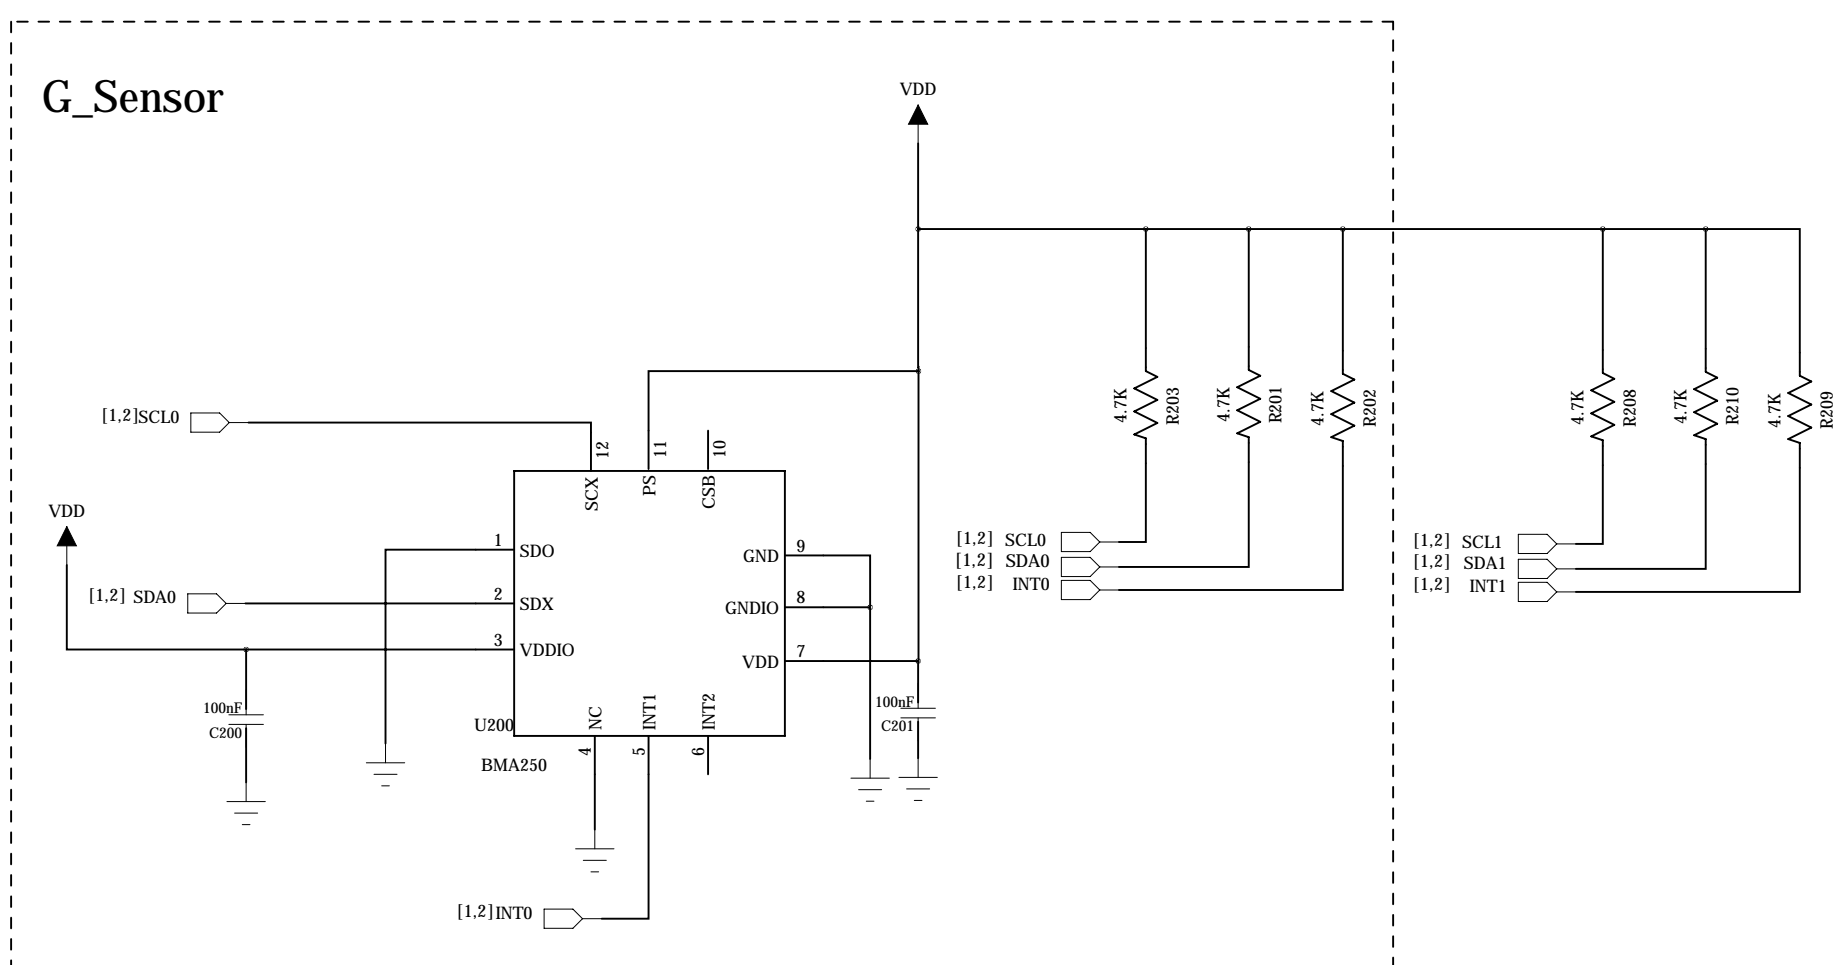 G_Sensor
VDD
4.7K
R203
4.7K
R201
4.7K
R202
4.7K
R208
4.7K
R210
4.7K
R209
[1,2]SCL0
12
11
10
SCX
PS
CSB
VDD
1
SDO
[1,2] SDA0
2
SDX
3
VDDIO
GND
9
GNDIO
8
VDD
7
[1,2] SCL0
[1,2] SDA0
[1,2] INT0
[1,2] SCL1
[1,2] SDA1
[1,2] INT1
100nF
C200
NC
INT1
INT2
U200
4
5
6
BMA250
100nF
C201
[1,2]INT0